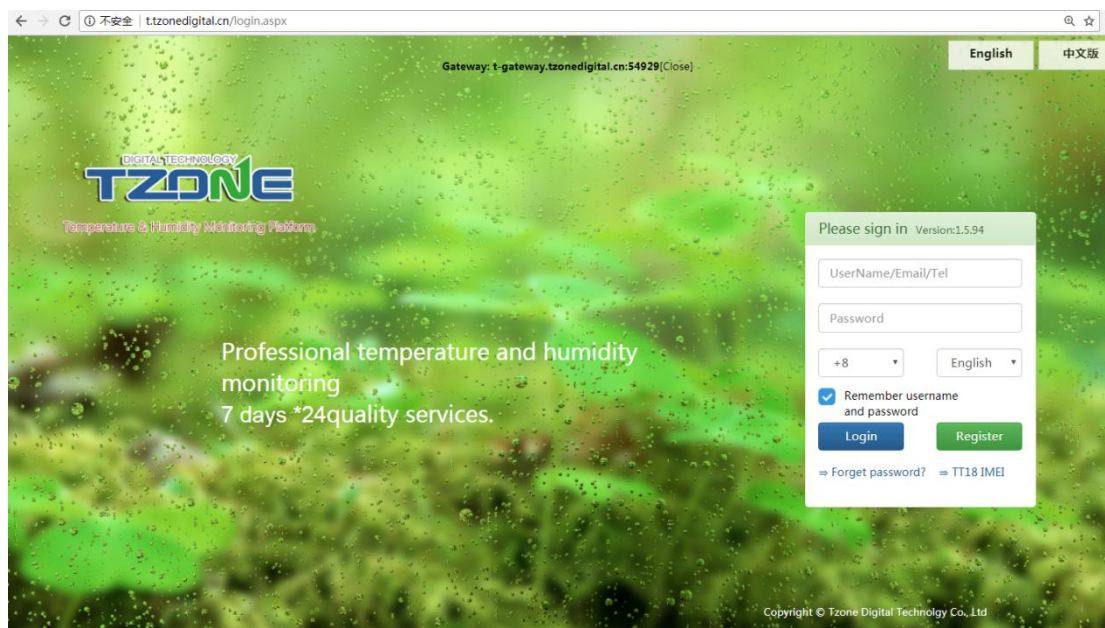 不安全 | t.tzonedigital.cn/login.aspx
Gateway: t-gateway.tzonedigital.cn:54929[Close]
English
中文版
DIGITAL TECHNOLOGY
TZONE
Temperature & Humidity Monitoring Platform
Please sign in Version:1.5.94
UserName/Email/Tel
Password
+8
English
Remember username
and password
Login
Register
⇒ Forget password?
⇒ TT18 IMEI
Professional temperature and humidity
monitoring
7 days *24quality services.
Copyright © Tzone Digital Technolgy Co., Ltd